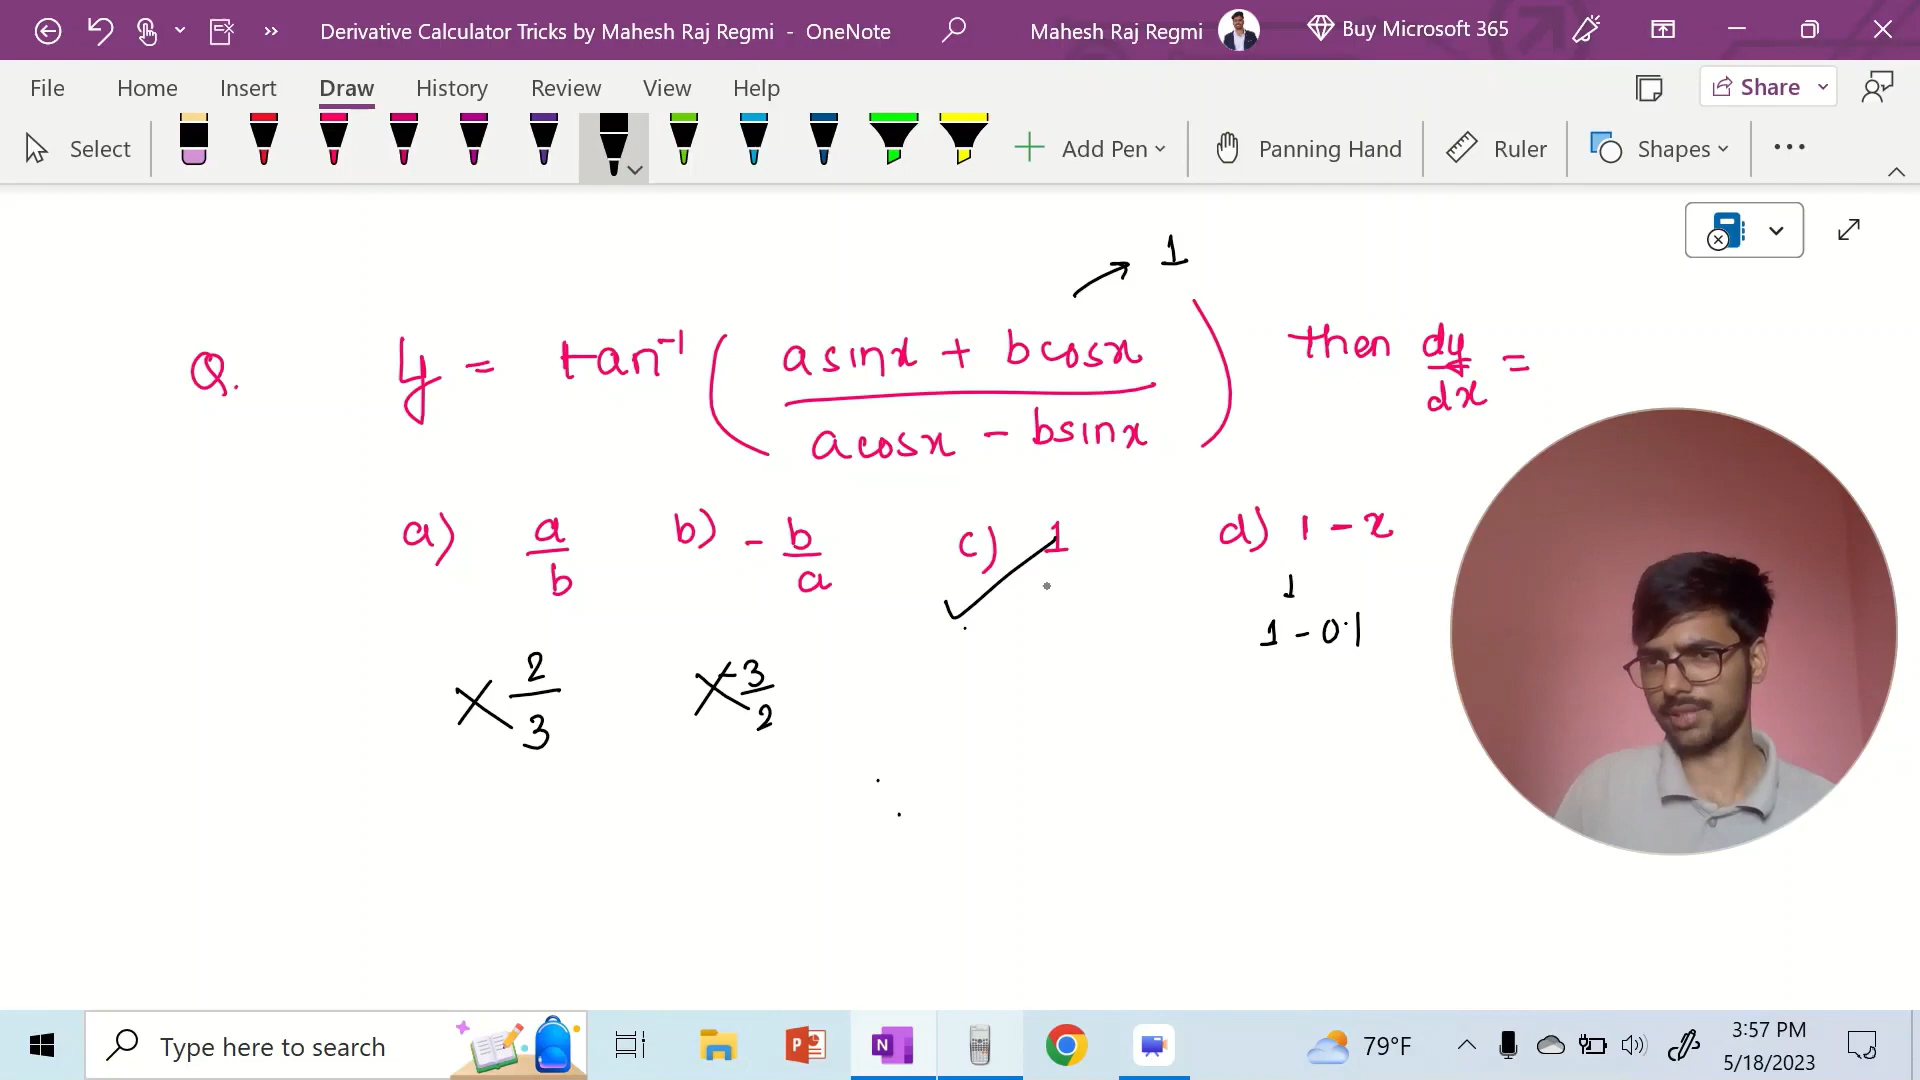 Derivative Calculator Tricks by Mahesh Raj Regmi - OneNote
Mahesh Raj Regmi
Buy Microsoft 365
File Home Insert Draw History Review View Help
Share
Select
Add Pen
Panning Hand
Ruler
Shapes
1
Q. y = tan⁻¹ ( (a sinx + b cosx) / (a cosx - b sinx) ) then dy/dx =
a) a/b b) - b/a c) 1 d) 1 - x
1
1 - 0.1
2/3 -3/2
Type here to search
79°F
3:57 PM
5/18/2023